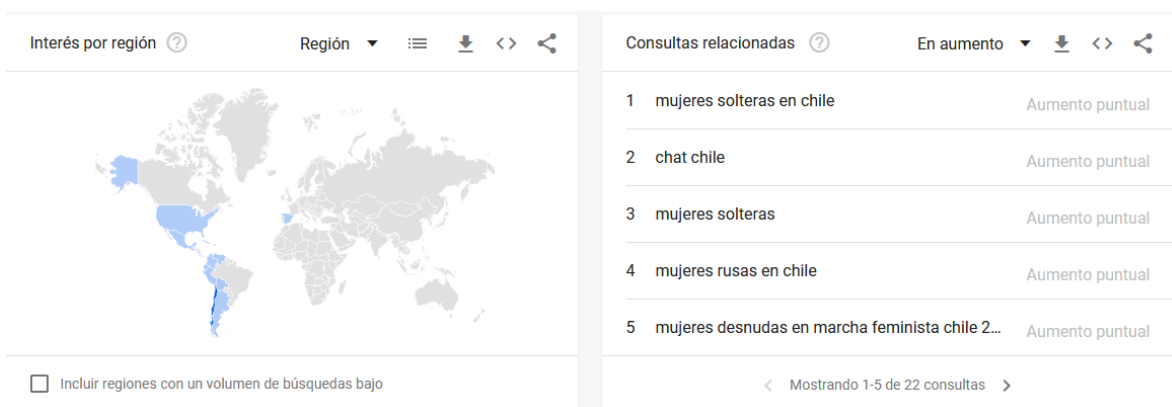 Interés por región
Región
Consultas relacionadas
En aumento
1 mujeres solteras en chile Aumento puntual
2 chat chile Aumento puntual
3 mujeres solteras Aumento puntual
4 mujeres rusas en chile Aumento puntual
5 mujeres desnudas en marcha feminista chile 2... Aumento puntual
Incluir regiones con un volumen de búsquedas bajo
Mostrando 1-5 de 22 consultas